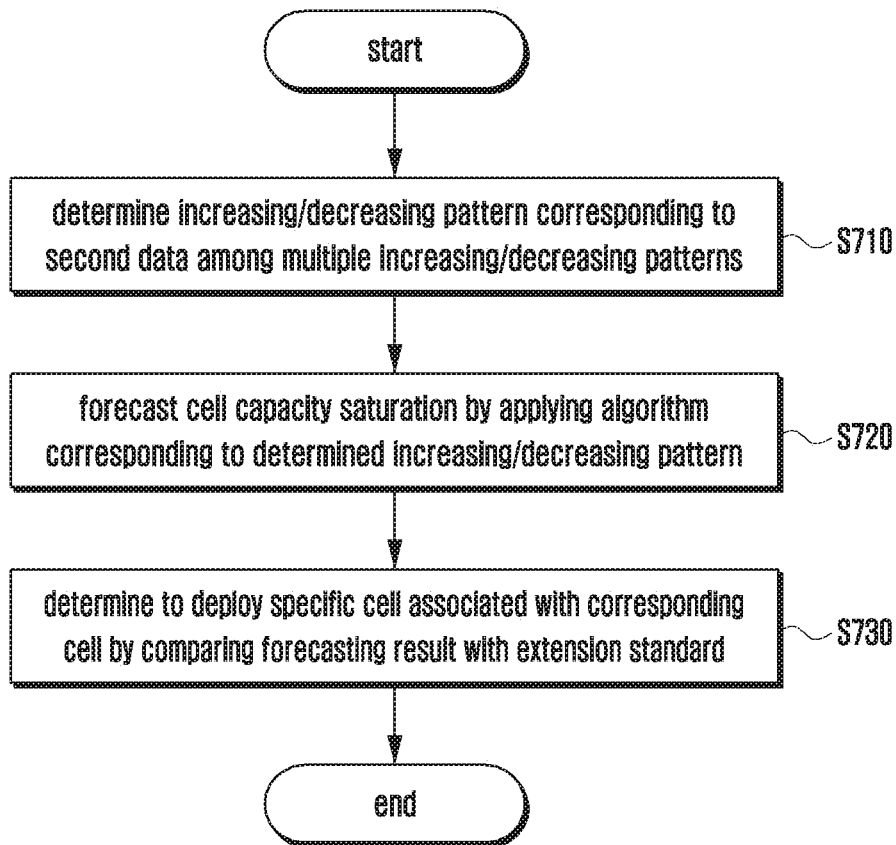 start
determine increasing/decreasing pattern corresponding to
second data among multiple increasing/decreasing patterns
S710
forecast cell capacity saturation by applying algorithm
corresponding to determined increasing/decreasing pattern
S720
determine to deploy specific cell associated with corresponding
cell by comparing forecasting result with extension standard
S730
end